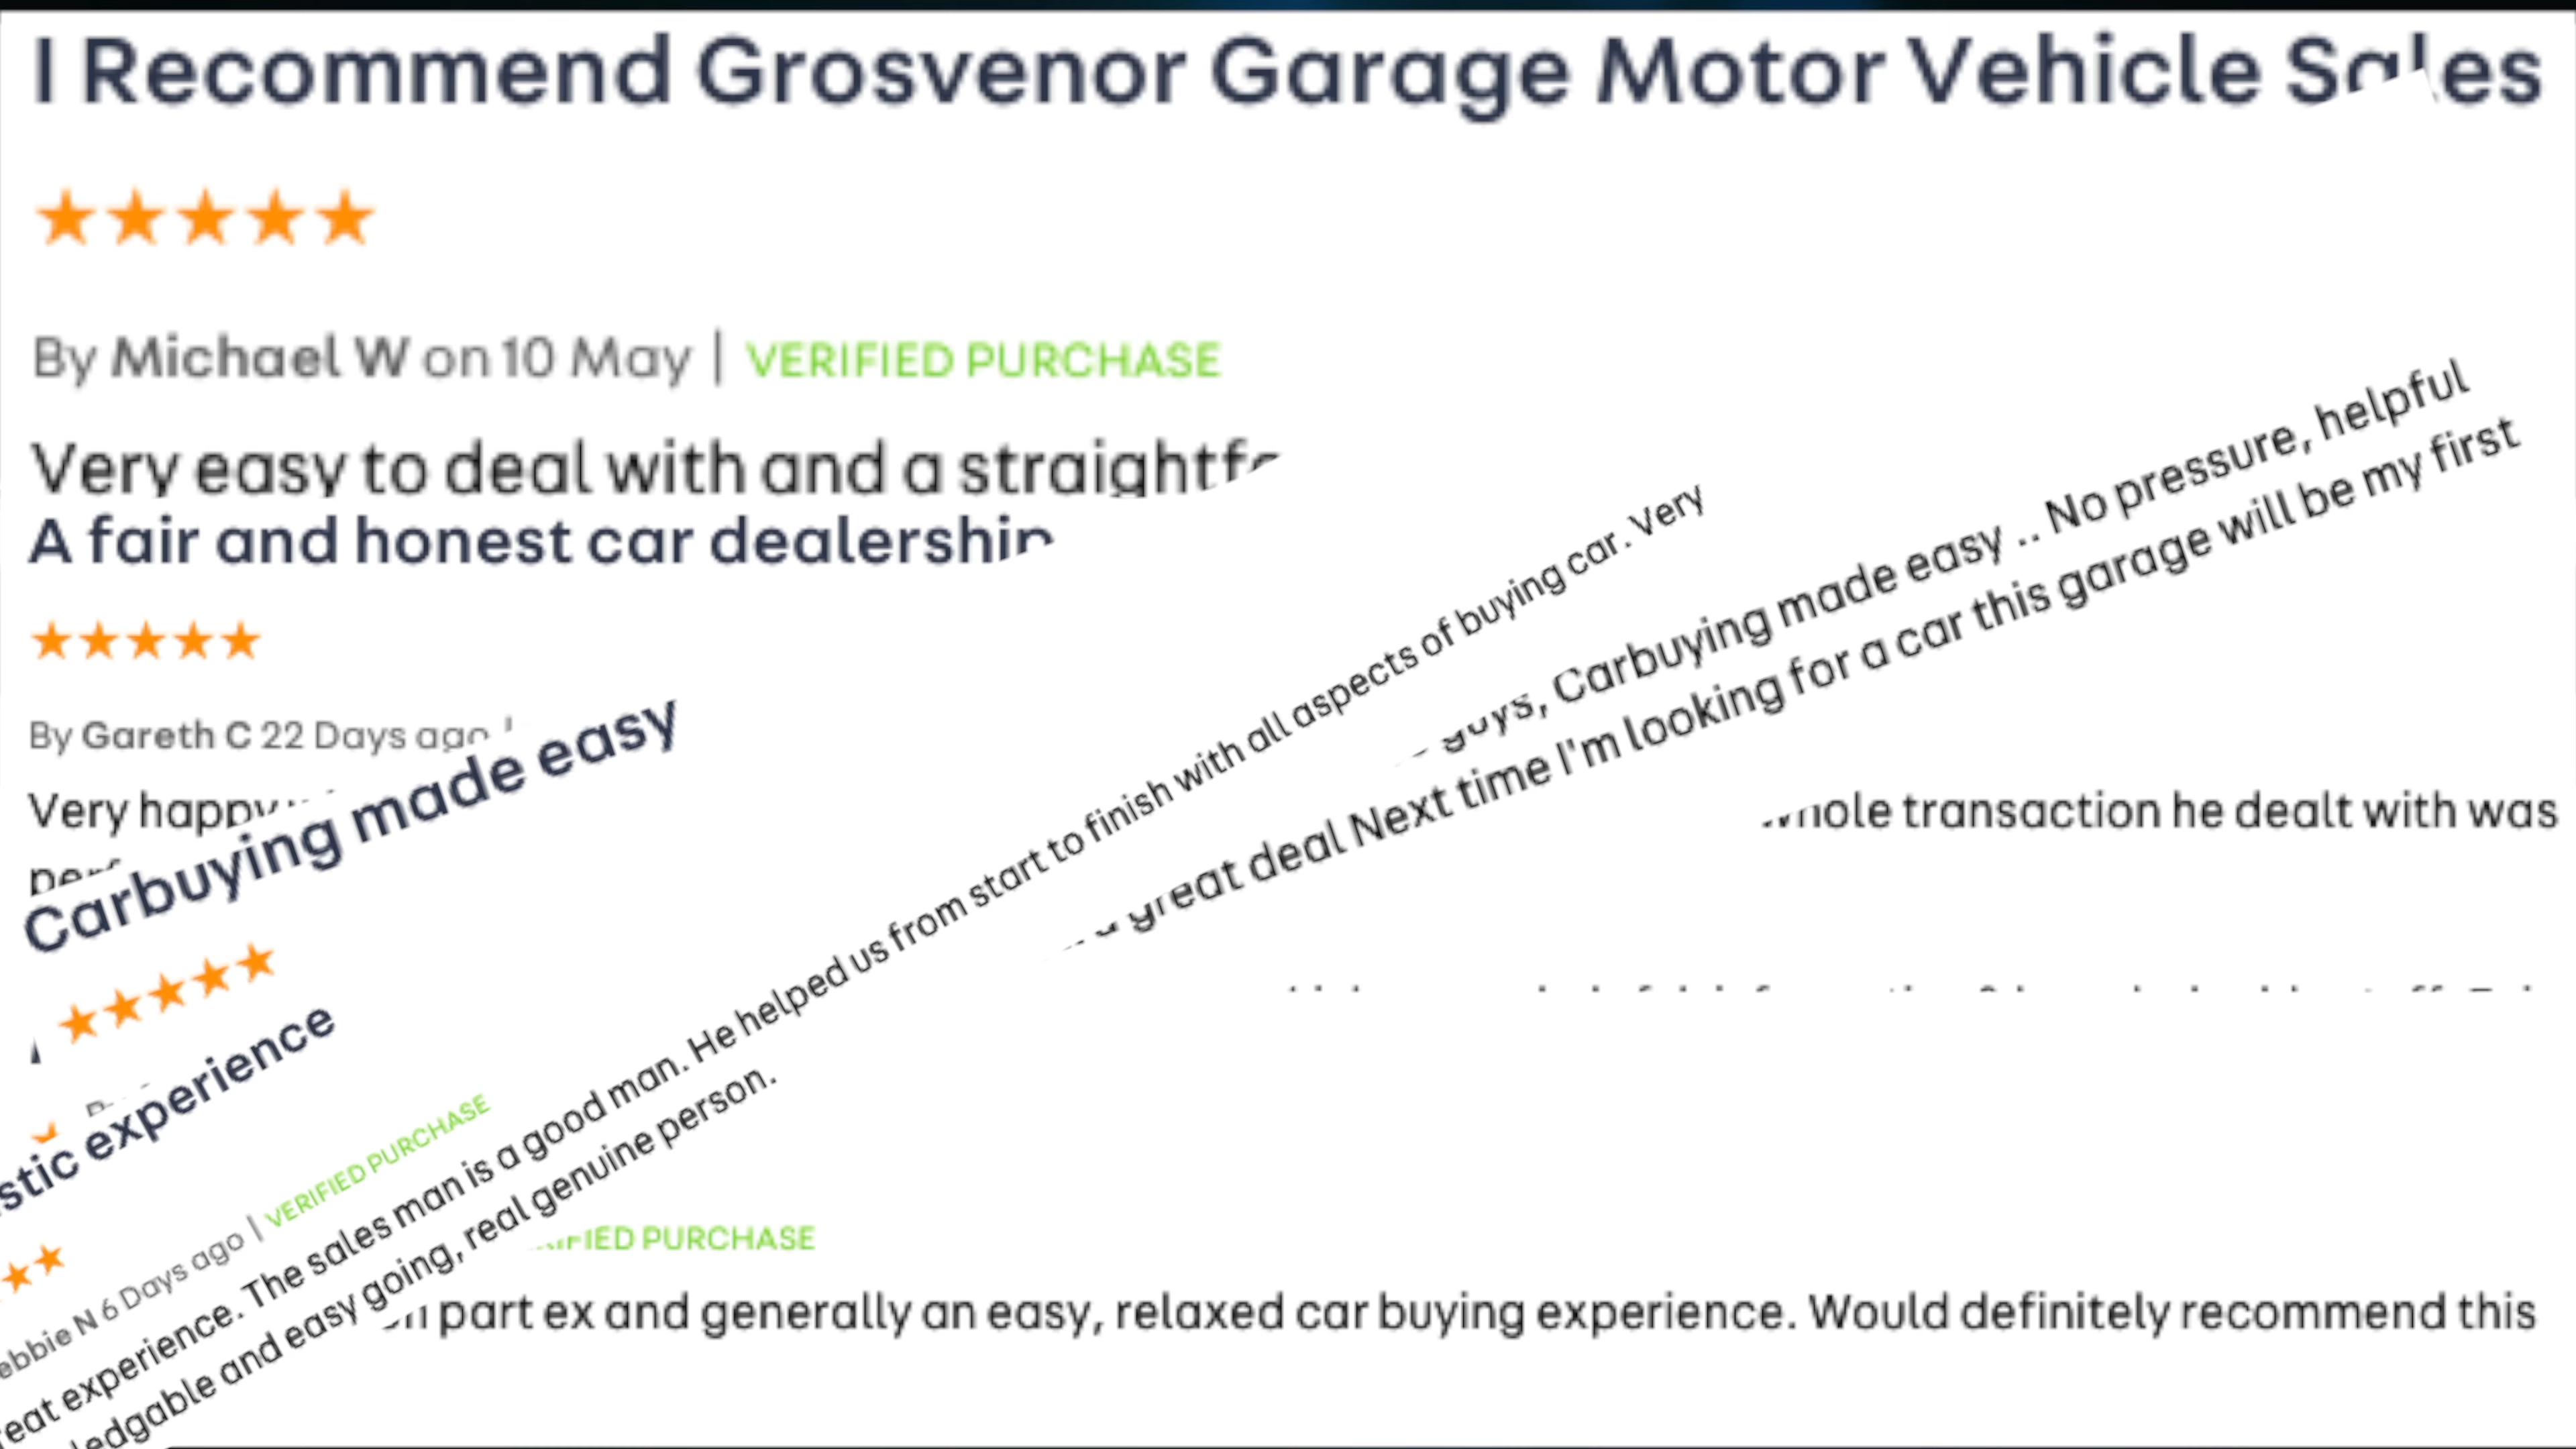 I Recommend Grosvenor Garage Motor Vehicle Sales
By Michael W on 10 May | VERIFIED PURCHASE
Very easy to deal with and a
A fair and honest car dealership
By Gareth C 22 Days ago
Very happy
whole transaction he dealt with was
Carbuying made easy
guys, Carbuying made easy .. No pressure, helpful
great deal Next time I'm looking for a car this garage will be my first
experience
6 Days ago | VERIFIED PURCHASE
experience. The sales man is a good man. He helped us from start to finish with all aspects of buying car. Very
and easy going, real genuine person.
PURCHASE
part ex and generally an easy, relaxed car buying experience. Would definitely recommend this